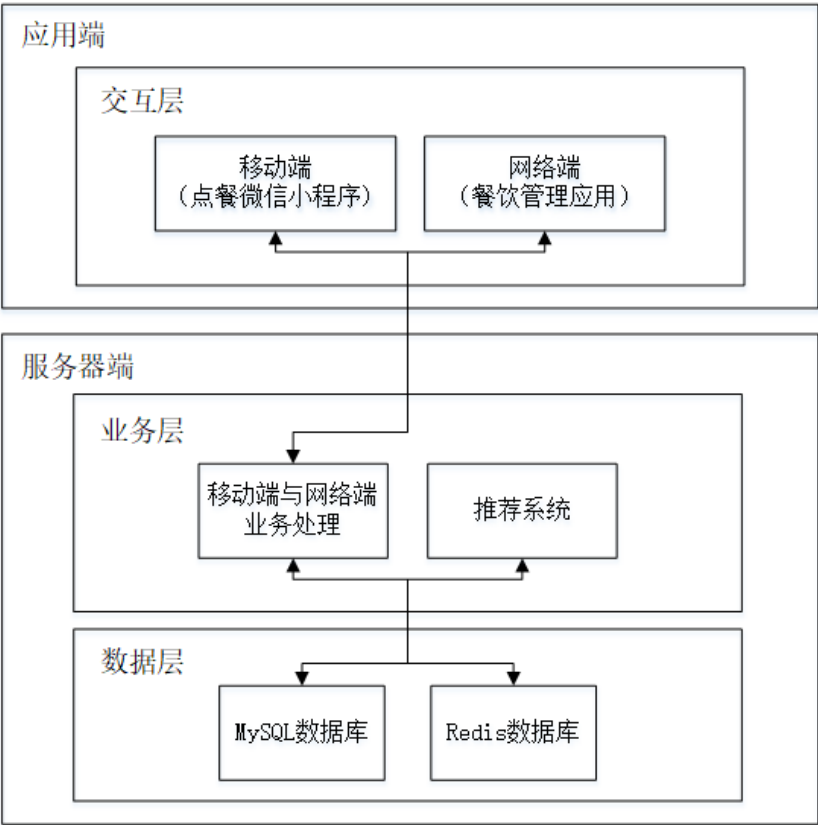 应用端
交互层
移动端
（点餐微信小程序）
网络端
（餐饮管理应用）
服务器端
业务层
移动端与网络端
业务处理
推荐系统
数据层
MySQL数据库
Redis数据库